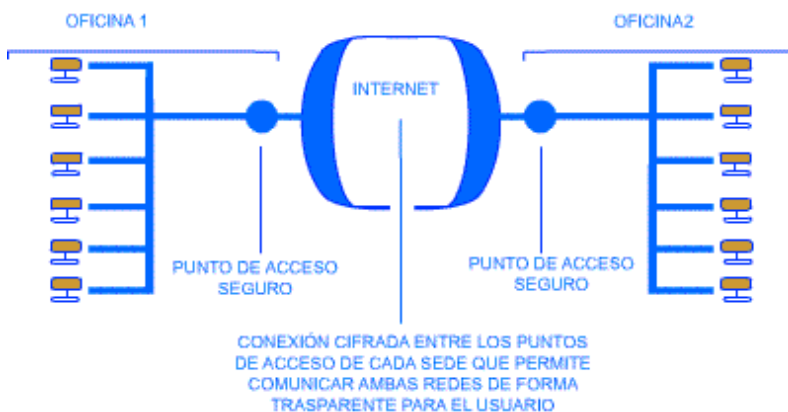 OFICINA 1
OFICINA2
INTERNET
PUNTO DE ACCESO
SEGURO
PUNTO DE ACCESO
SEGURO
CONEXIÓN CIFRADA ENTRE LOS PUNTOS
DE ACCESO DE CADA SEDE QUE PERMITE
COMUNICAR AMBAS REDES DE FORMA
TRASPARENTE PARA EL USUARIO